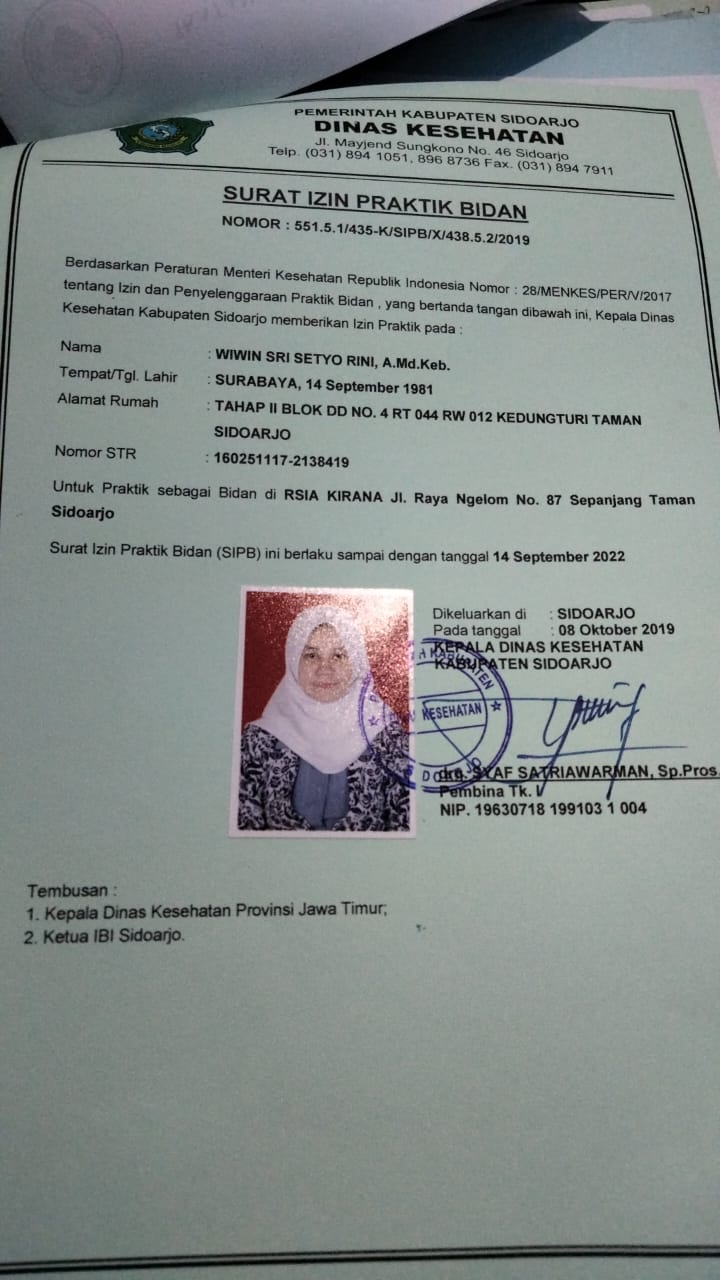 PEMERINTAH KABUPATEN SIDOARJO
DINAS KESEHATAN
Jl. Mayjend Sungkono No. 46 Sidoarjo
Telp. (031) 894 1051, 896 8736 Fax. (031) 894 7911
SURAT IZIN PRAKTIK BIDAN
NOMOR : 551.5.1/435-K/SIPB/X/438.5.2/2019
Berdasarkan Peraturan Menteri Kesehatan Republik Indonesia Nomor : 28/MENKES/PER/V/2017
tentang Izin dan Penyelenggaraan Praktik Bidan , yang bertanda tangan dibawah ini, Kepala Dinas
Kesehatan Kabupaten Sidoarjo memberikan Izin Praktik pada :
Nama : WIWIN SRI SETYO RINI, A.Md.Keb.
Tempat/Tgl. Lahir : SURABAYA, 14 September 1981
Alamat Rumah : TAHAP II BLOK DD NO. 4 RT 044 RW 012 KEDUNGTURI TAMAN
SIDOARJO
Nomor STR : 160251117-2138419
Untuk Praktik sebagai Bidan di RSIA KIRANA Jl. Raya Ngelom No. 87 Sepanjang Taman
Sidoarjo
Surat Izin Praktik Bidan (SIPB) ini berlaku sampai dengan tanggal 14 September 2022
Dikeluarkan di : SIDOARJO
Pada tanggal : 08 Oktober 2019
KEPALA DINAS KESEHATAN
KABUPATEN SIDOARJO
KESEHATAN
drg. SYAF SATRIAWARMAN, Sp.Pros.
Pembina Tk. I
NIP. 19630718 199103 1 004
Tembusan :
1. Kepala Dinas Kesehatan Provinsi Jawa Timur;
2. Ketua IBI Sidoarjo.